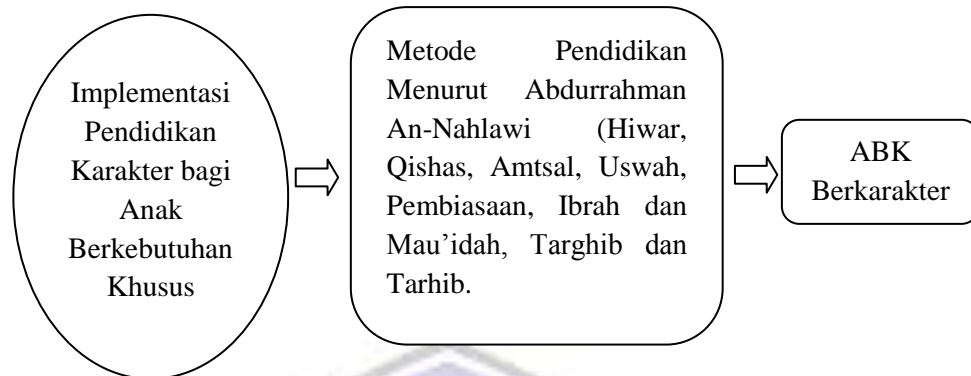 Implementasi
Pendidikan
Karakter bagi
Anak
Berkebutuhan
Khusus
Metode Pendidikan
Menurut Abdurrahman
An-Nahlawi (Hiwar,
Qishas, Amtsal, Uswah,
Pembiasaan, Ibrah dan
Mau’idah, Targhib dan
Tarhib.
ABK
Berkarakter